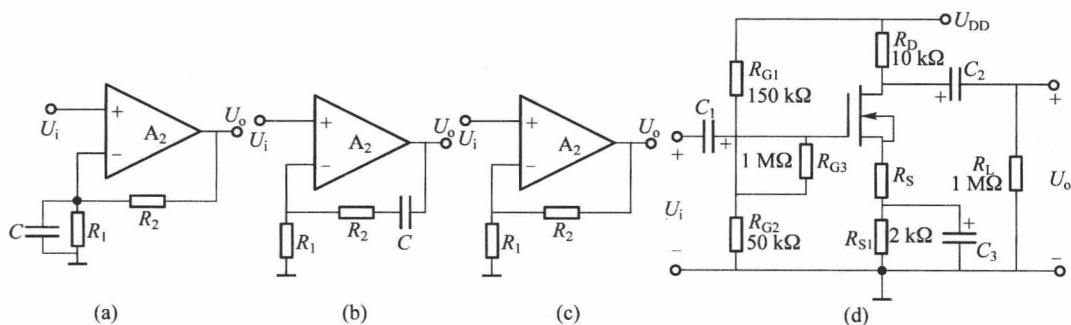 U_i
+
−
A_2
U_o
C
R_1
R_2
(a)
U_i
+
−
A_2
U_o
R_1
R_2
C
(b)
U_i
+
−
A_2
U_o
R_1
R_2
(c)
U_DD
R_D
10 kΩ
R_G1
150 kΩ
C_1
+
+
C_2
+
+
1 MΩ
R_G3
R_S
R_L
1 MΩ
U_i
U_o
R_G2
50 kΩ
R_S1
2 kΩ
+
C_3
−
−
(d)